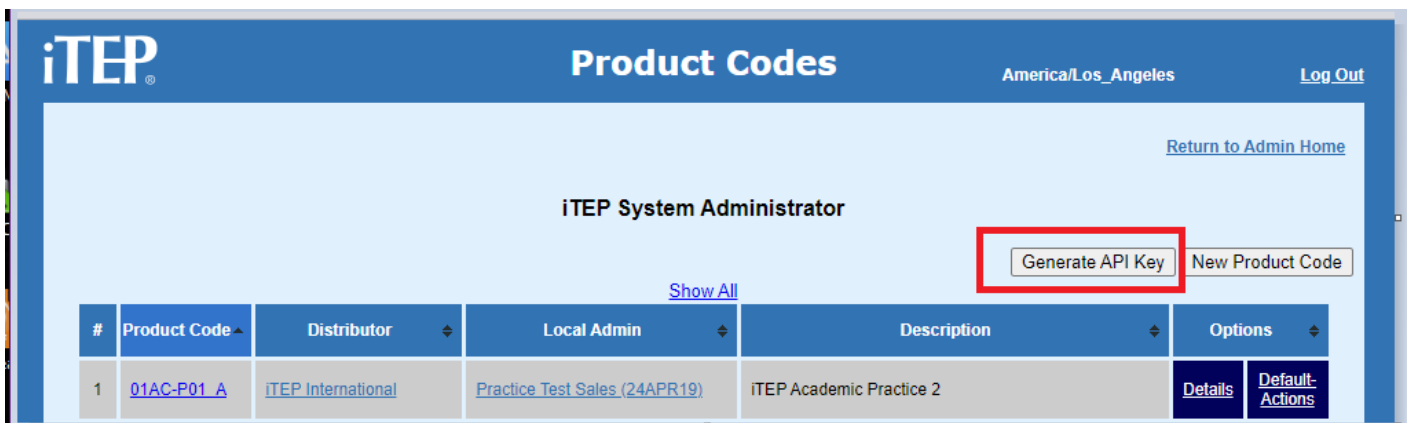 iTEP® Product Codes America/Los_Angeles Log Out
Return to Admin Home
iTEP System Administrator
Generate API Key New Product Code
Show All
# Product Code Distributor Local Admin Description Options
1 01AC-P01_A iTEP International Practice Test Sales (24APR19) iTEP Academic Practice 2 Details Default-
Actions